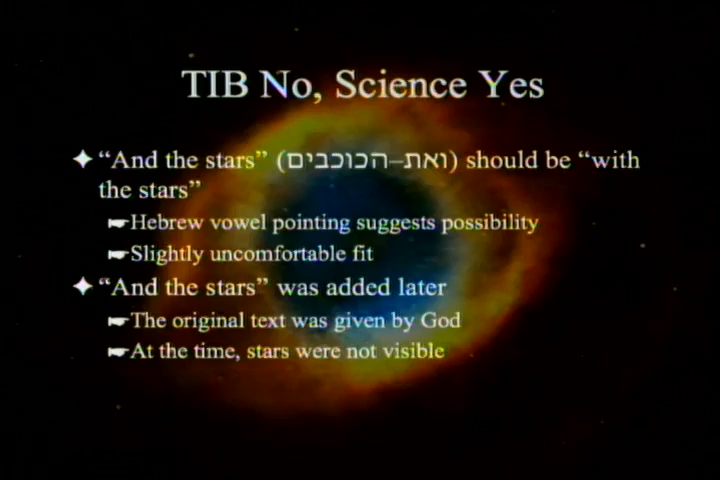 TIB No, Science Yes
“And the stars” (ואת–הכוכבים) should be “with
the stars”
Hebrew vowel pointing suggests possibility
Slightly uncomfortable fit
“And the stars” was added later
The original text was given by God
At the time, stars were not visible